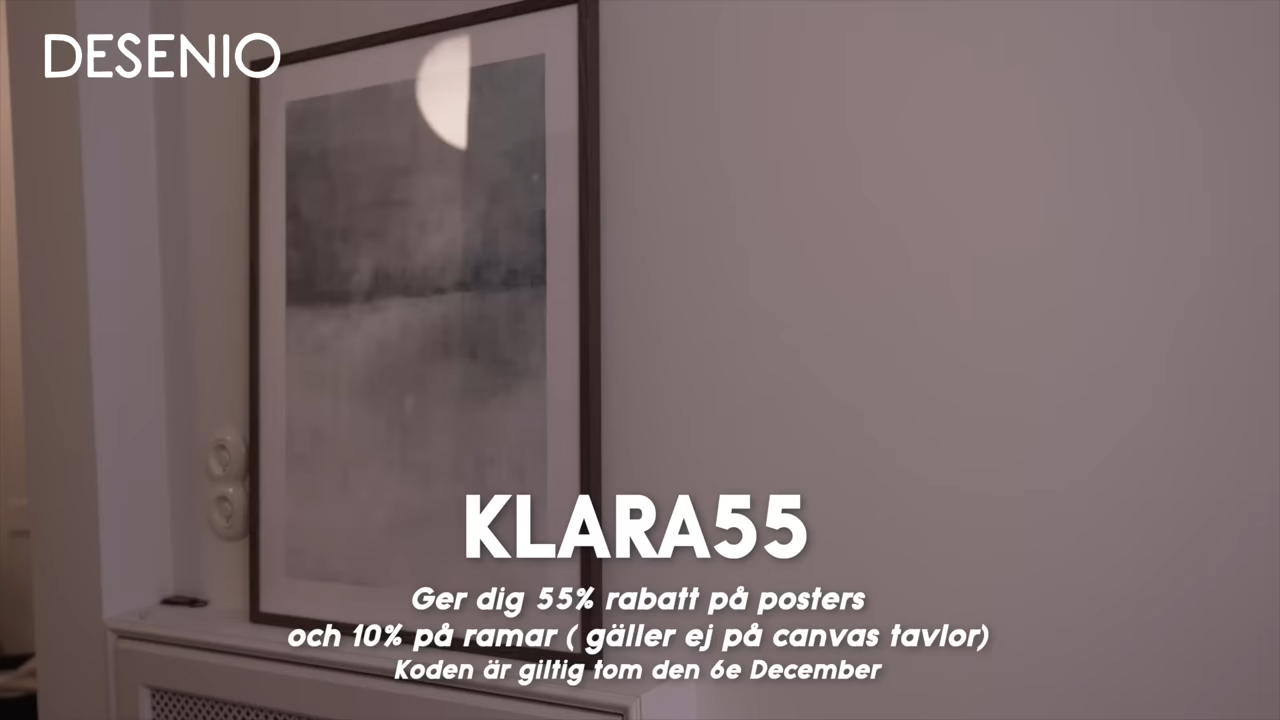 DESENIO
KLARA55
Ger dig 55% rabatt på posters
och 10% på ramar ( gäller ej på canvas tavlor)
Koden är giltig tom den 6e December